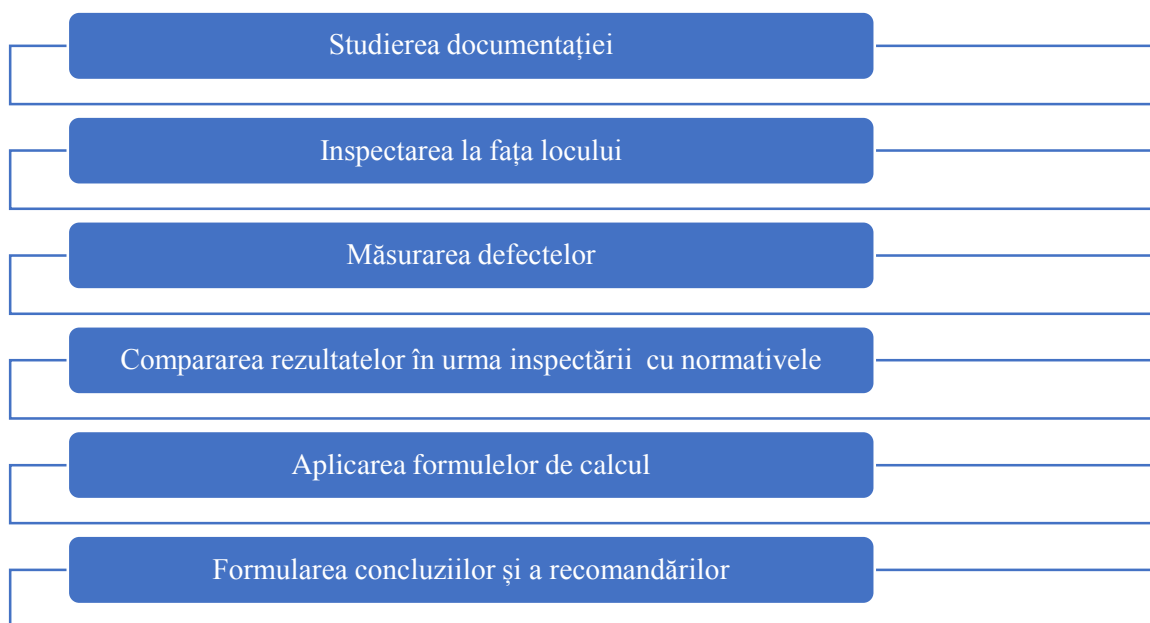 Studierea documentației
Inspectarea la fața locului
Măsurarea defectelor
Compararea rezultatelor în urma inspectării cu normativele
Aplicarea formulelor de calcul
Formularea concluziilor și a recomandărilor